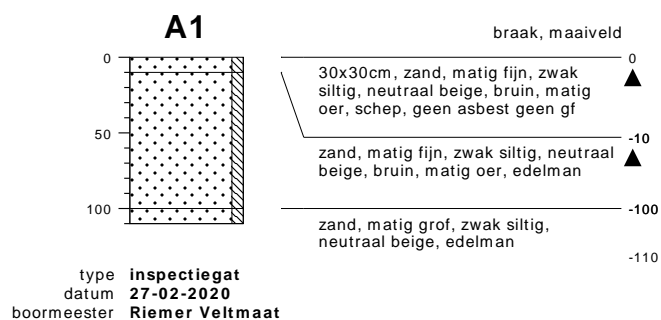 A1
braak, maaiveld
0
0
30x30cm, zand, matig fijn, zwak
siltig, neutraal beige, bruin, matig
oer, schep, geen asbest geen gf
50
-10
zand, matig fijn, zwak siltig, neutraal
beige, bruin, matig oer, edelman
100
-100
zand, matig grof, zwak siltig,
neutraal beige, edelman
-110
type inspectiegat
datum 27-02-2020
boormeester Riemer Veltmaat